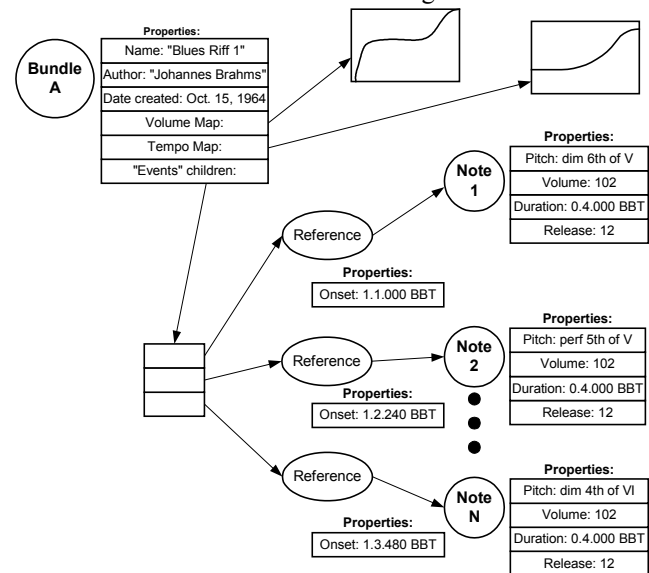 Properties:
Bundle
A
Name: "Blues Riff 1"
Author: "Johannes Brahms"
Date created: Oct. 15, 1964
Volume Map:
Tempo Map:
"Events" children:
Properties:
Note
1
Pitch: dim 6th of V
Volume: 102
Duration: 0.4.000 BBT
Release: 12
Reference
Properties:
Onset: 1.1.000 BBT
Properties:
Note
2
Pitch: perf 5th of V
Volume: 102
Duration: 0.4.000 BBT
Release: 12
Reference
Properties:
Onset: 1.2.240 BBT
Properties:
Note
N
Pitch: dim 4th of VI
Volume: 102
Duration: 0.4.000 BBT
Release: 12
Reference
Properties:
Onset: 1.3.480 BBT